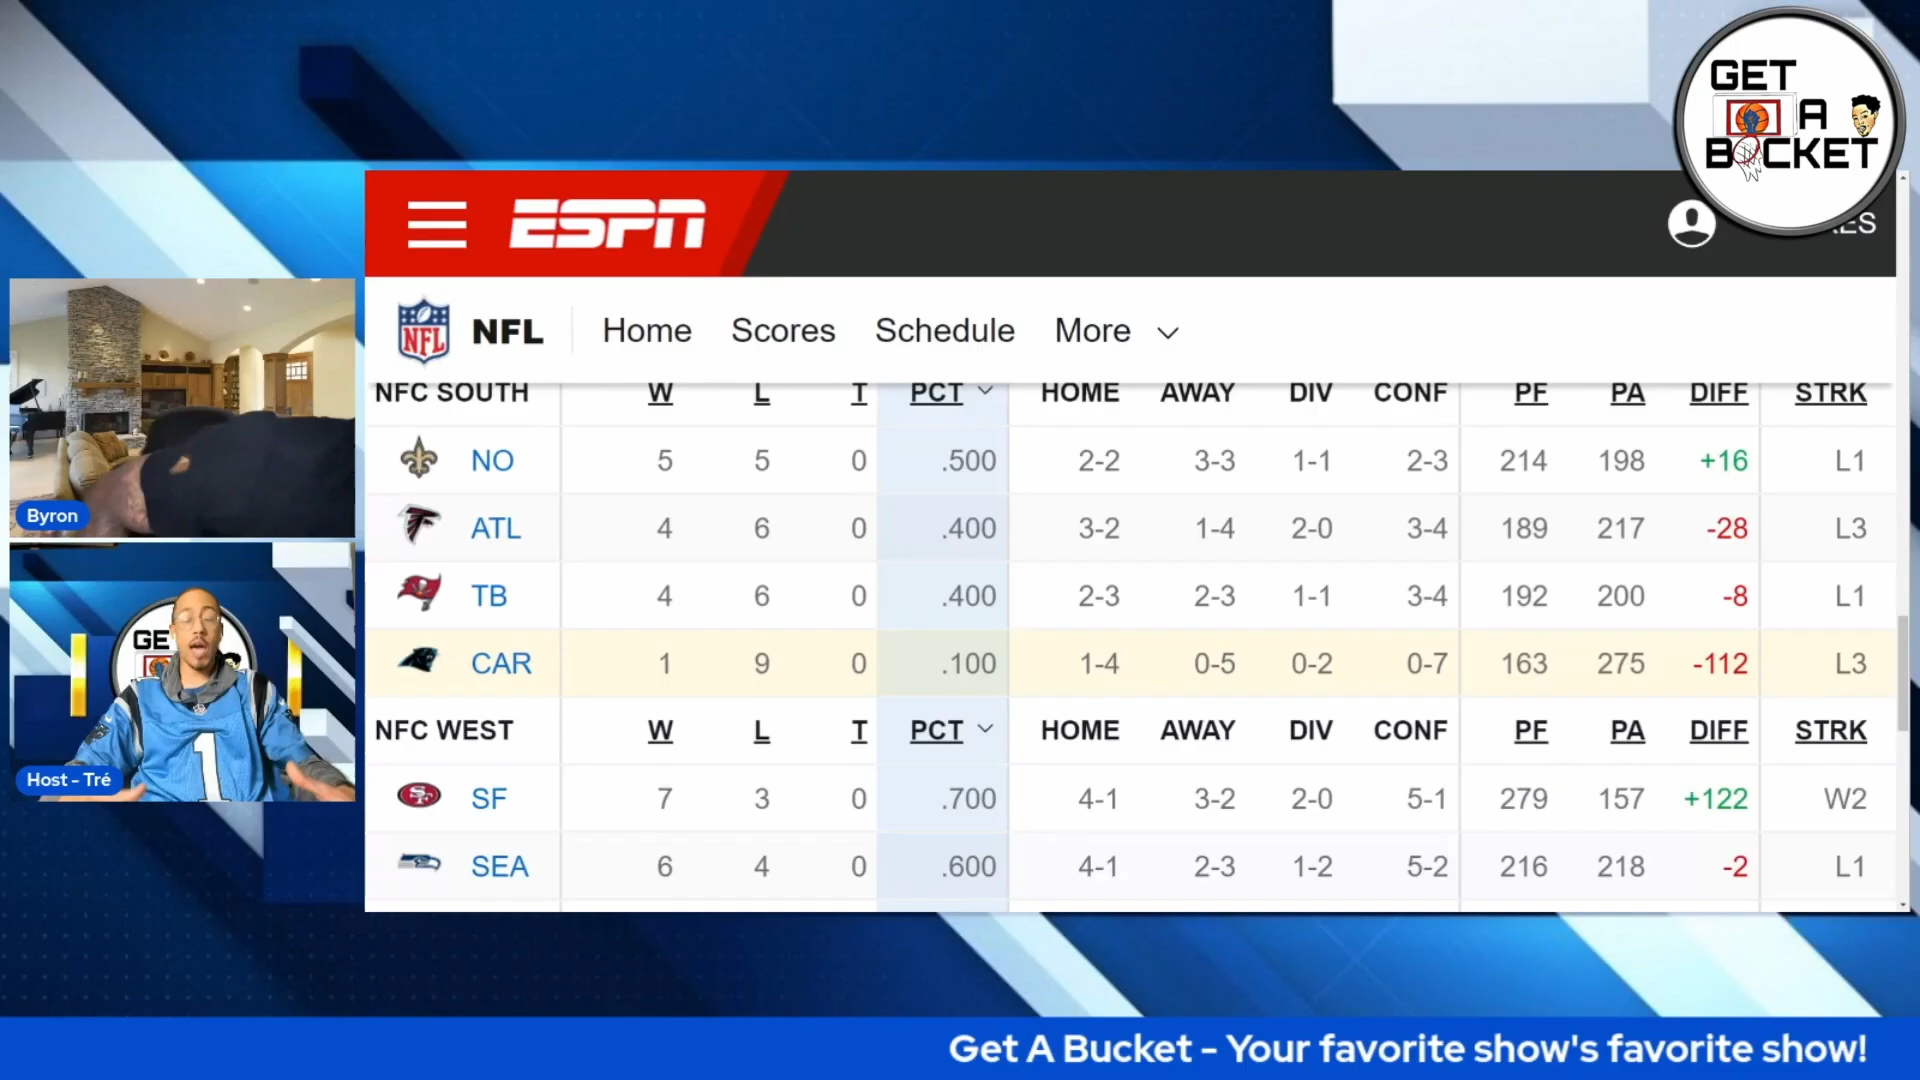 GET
A
BUCKET
ESPN
NFL NFL Home Scores Schedule More
NFC SOUTH W L T PCT HOME AWAY DIV CONF PF PA DIFF STRK
NO 5 5 0 .500 2-2 3-3 1-1 2-3 214 198 +16 L1
ATL 4 6 0 .400 3-2 1-4 2-0 3-4 189 217 -28 L3
TB 4 6 0 .400 2-3 2-3 1-1 3-4 192 200 -8 L1
CAR 1 9 0 .100 1-4 0-5 0-2 0-7 163 275 -112 L3
NFC WEST W L T PCT HOME AWAY DIV CONF PF PA DIFF STRK
SF 7 3 0 .700 4-1 3-2 2-0 5-1 279 157 +122 W2
SEA 6 4 0 .600 4-1 2-3 1-2 5-2 216 218 -2 L1
Byron
GE
1
Host - Tré
Get A Bucket - Your favorite show's favorite show!